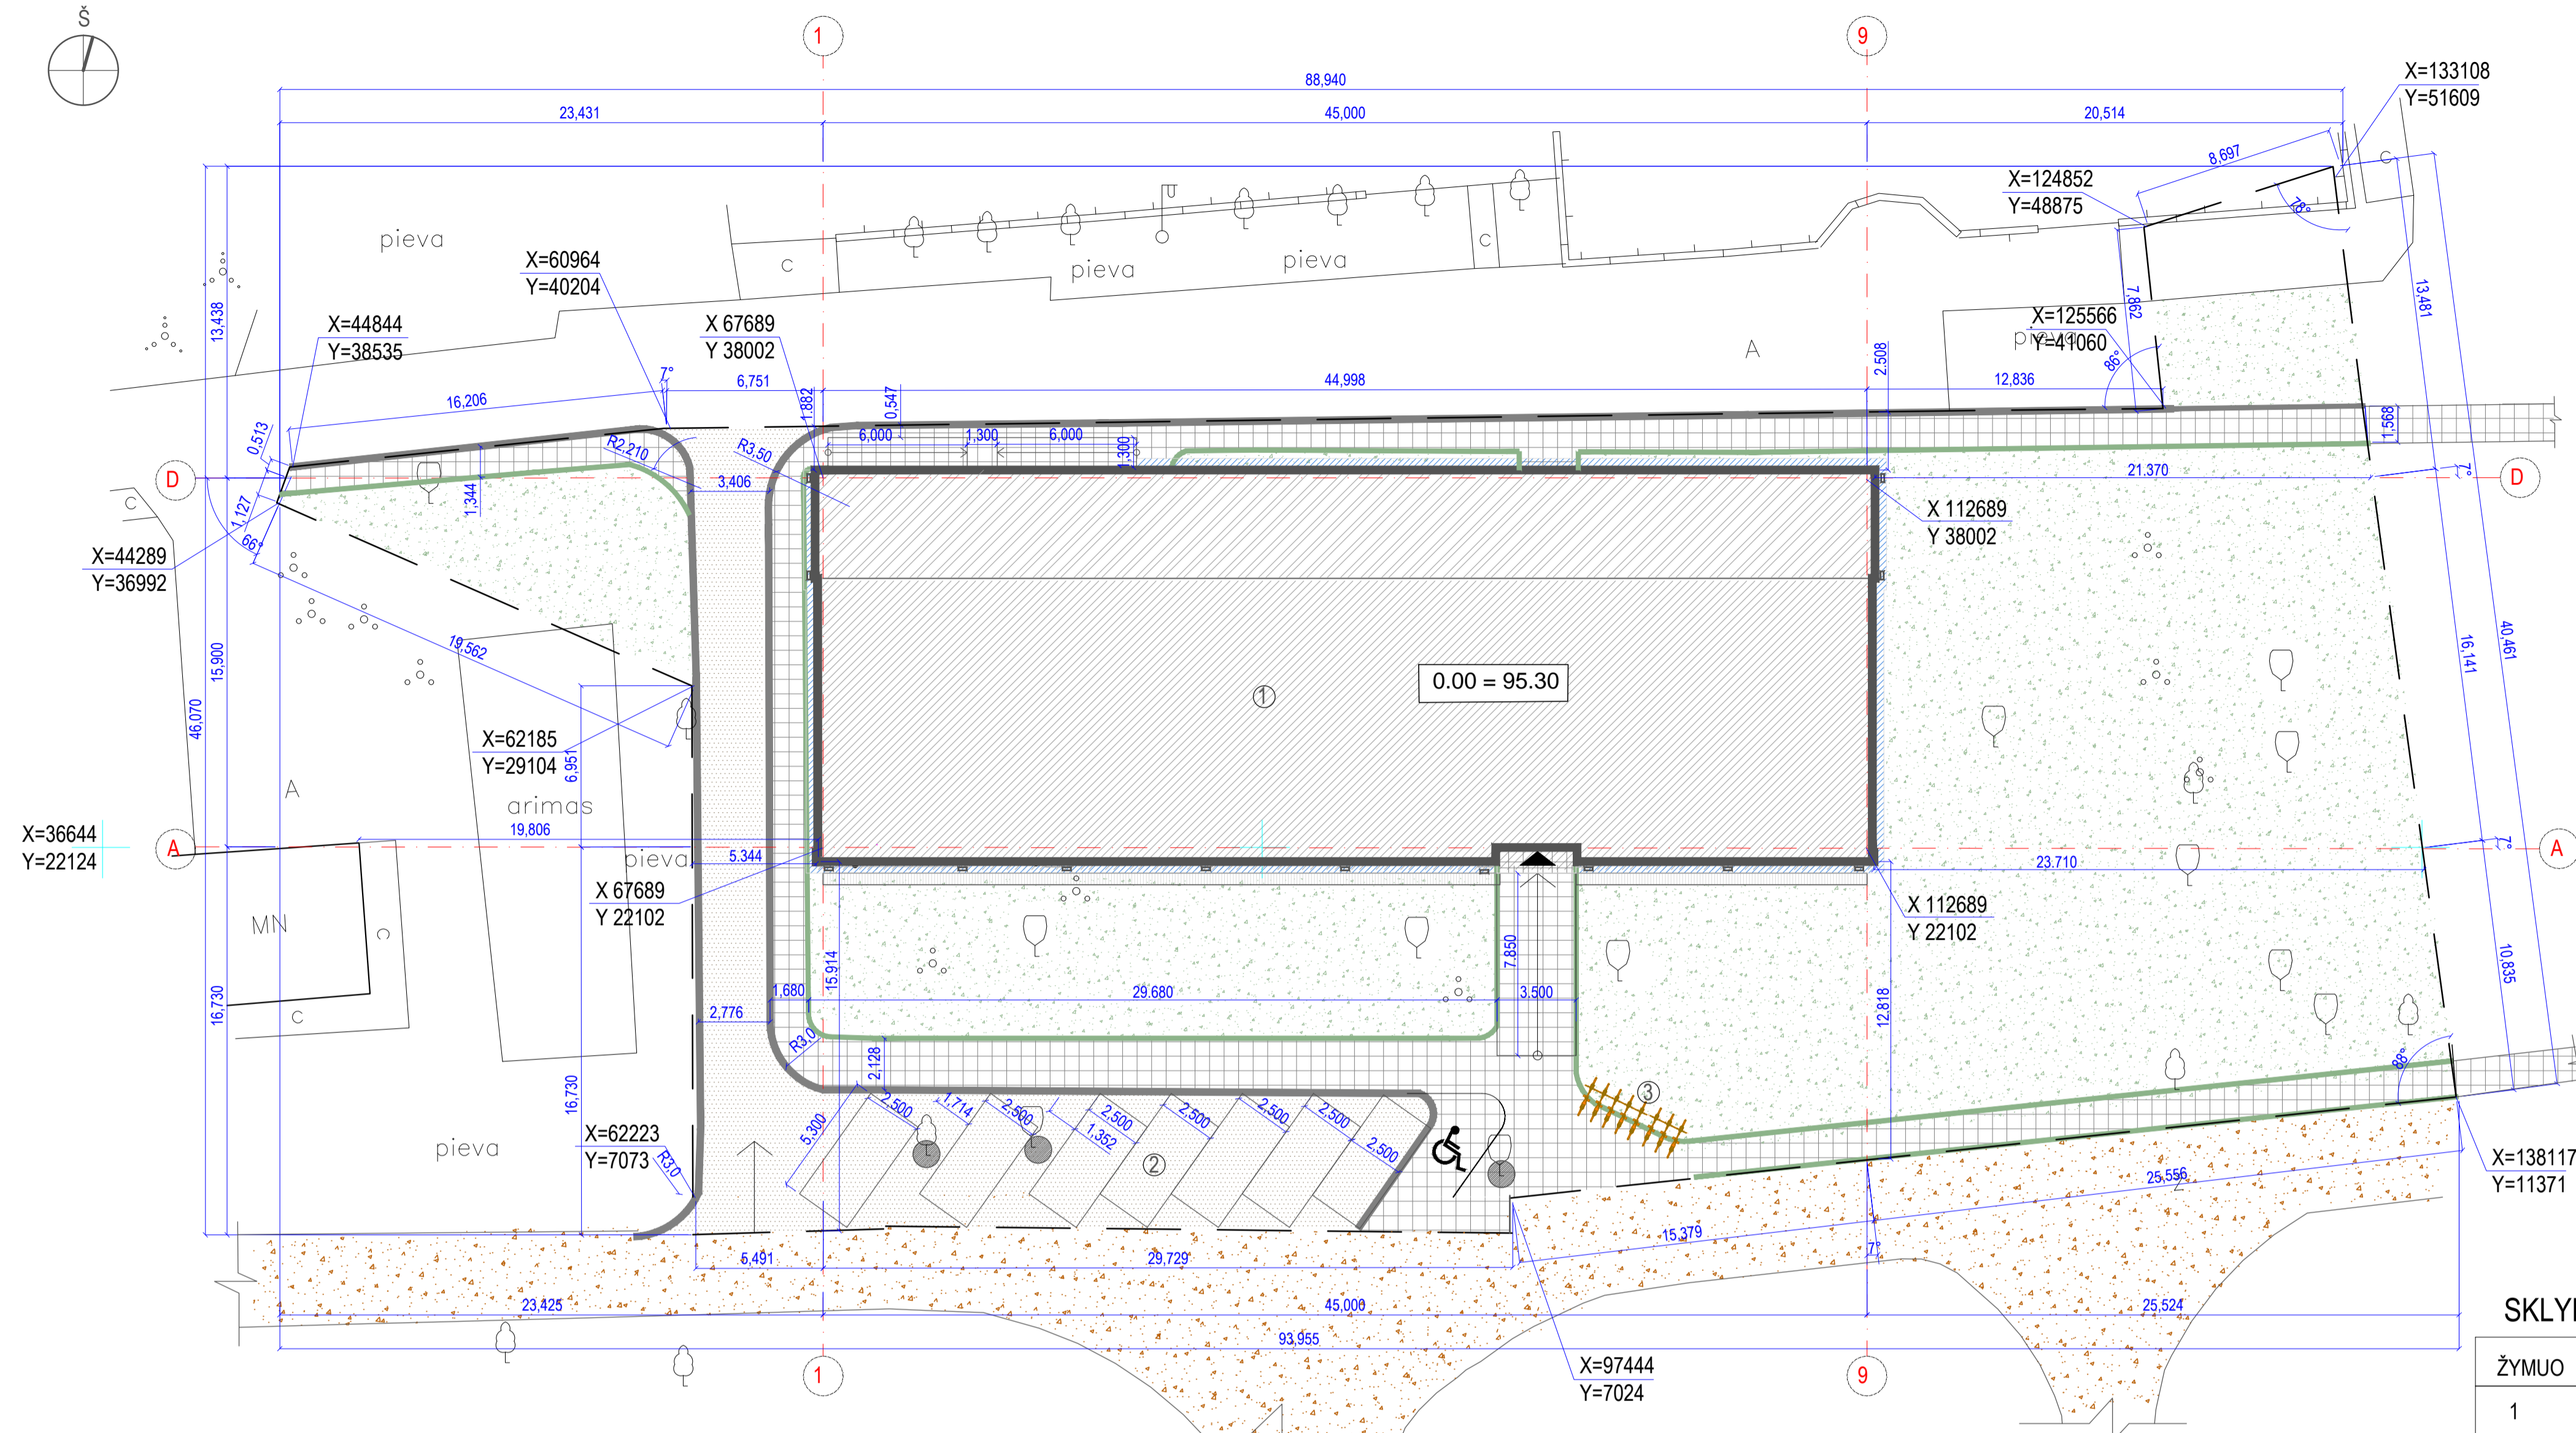 Š
1
9
88,940
X=133108
Y=51609
23,431
45,000
20,514
8,697
C
X=124852
Y=48875
78°
pieva
C
pieva
pieva
C
X=60964
Y=40204
13,438
13,481
7,862
X=44844
Y=38535
X 67689
Y 38002
X=125566
Y=41060
pieva
A
86°
2.508
7°
6,751
44,998
12,836
16,206
1.882
0,547
1,568
0,513
R2,210
R3,50
6,000
1,300
6,000
1,300
D
21.370
7°
D
1,344
3,406
1,127
C
66°
X 112689
Y 38002
X=44289
Y=36992
15,900
46,070
19,562
16,141
40,461
1
0.00 = 95.30
X=62185
Y=29104
6,951
A
arimas
X=36644
Y=22124
A
19,806
pieva
5.344
7°
A
23.710
X 67689
Y 22102
X 112689
Y 22102
MN
C
C
15.914
7.850
10,835
1,680
29.680
3.500
2,776
12.818
16,730
R3,0
2.128
88°
16,730
2,500
1,714
2,500
2,500
2,500
2,500
2,500
2,500
5,300
1.352
3
X=62223
Y=7073
R3,0
pieva
2
X=138117
Y=11371
25,556
15,379
7°
5,491
29,729
23,425
45,000
25,524
93,955
SKLYI
X=97444
Y=7024
ŽYMUO
1
9
1